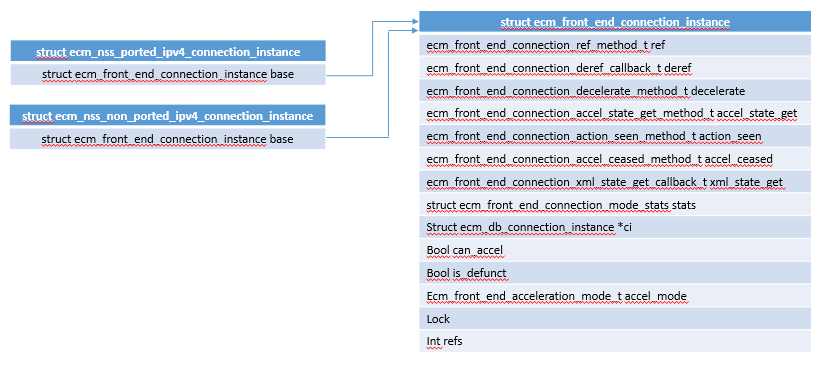 struct ecm_nss_ported_ipv4_connection_instance
struct ecm_front_end_connection_instance base
struct ecm_nss_non_ported_ipv4_connection_instance
struct ecm_front_end_connection_instance base
struct ecm_front_end_connection_instance
ecm_front_end_connection_ref_method_t ref
ecm_front_end_connection_deref_callback_t deref
ecm_front_end_connection_decelerate_method_t decelerate
ecm_front_end_connection_accel_state_get_method_t accel_state_get
ecm_front_end_connection_action_seen_method_t action_seen
ecm_front_end_connection_accel_ceased_method_t accel_ceased
ecm_front_end_connection_xml_state_get_callback_t xml_state_get
struct ecm_front_end_connection_mode_stats stats
Struct ecm_db_connection_instance *ci
Bool can_accel
Bool is_defunct
Ecm_front_end_acceleration_mode_t accel_mode
Lock
Int refs